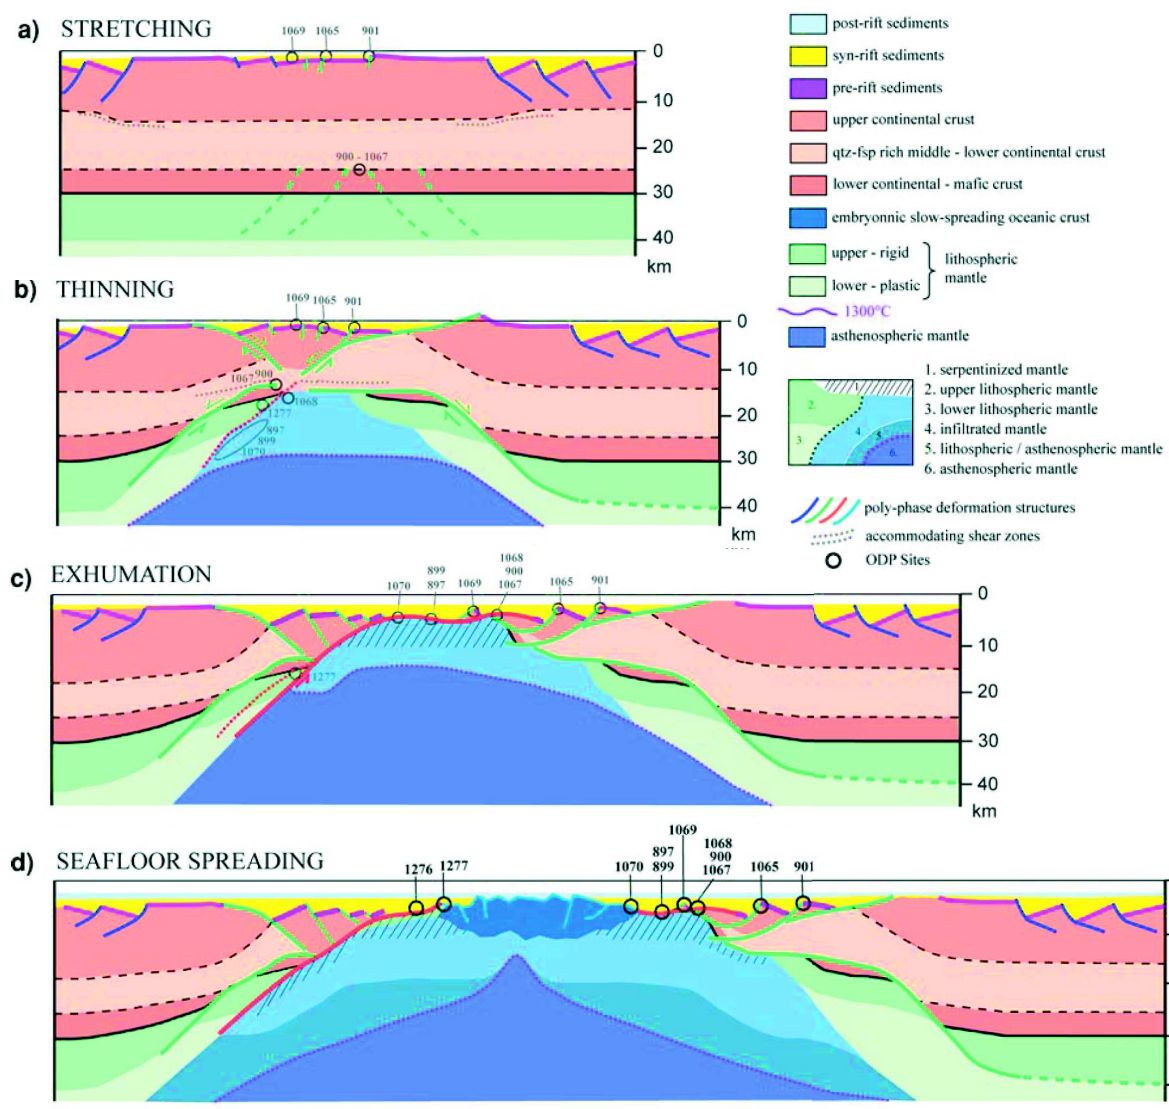 a) STRETCHING
1069 1065 901
0
10
20
900 - 1067
30
40
km
post-rift sediments
syn-rift sediments
pre-rift sediments
upper continental crust
qtz-fsp rich middle - lower continental crust
lower continental - mafic crust
embryonnic slow-spreading oceanic crust
upper - rigid
lower - plastic
lithospheric
mantle
1300°C
asthenospheric mantle
1.
2.
3.
4.
5.
6.
1. serpentinized mantle
2. upper lithospheric mantle
3. lower lithospheric mantle
4. infiltrated mantle
5. lithospheric / asthenospheric mantle
6. asthenospheric mantle
poly-phase deformation structures
accommodating shear zones
ODP Sites
b) THINNING
1069 1065 901
0
10
1067 900
1068
1277
897
899
1070
20
30
40
km
c) EXHUMATION
1070
899
897
1069
1068
900
1067
1065
901
0
10
1277
20
30
40
km
d) SEAFLOOR SPREADING
1276 1277
1070
897
899
1069
1068
900
1067
1065
901